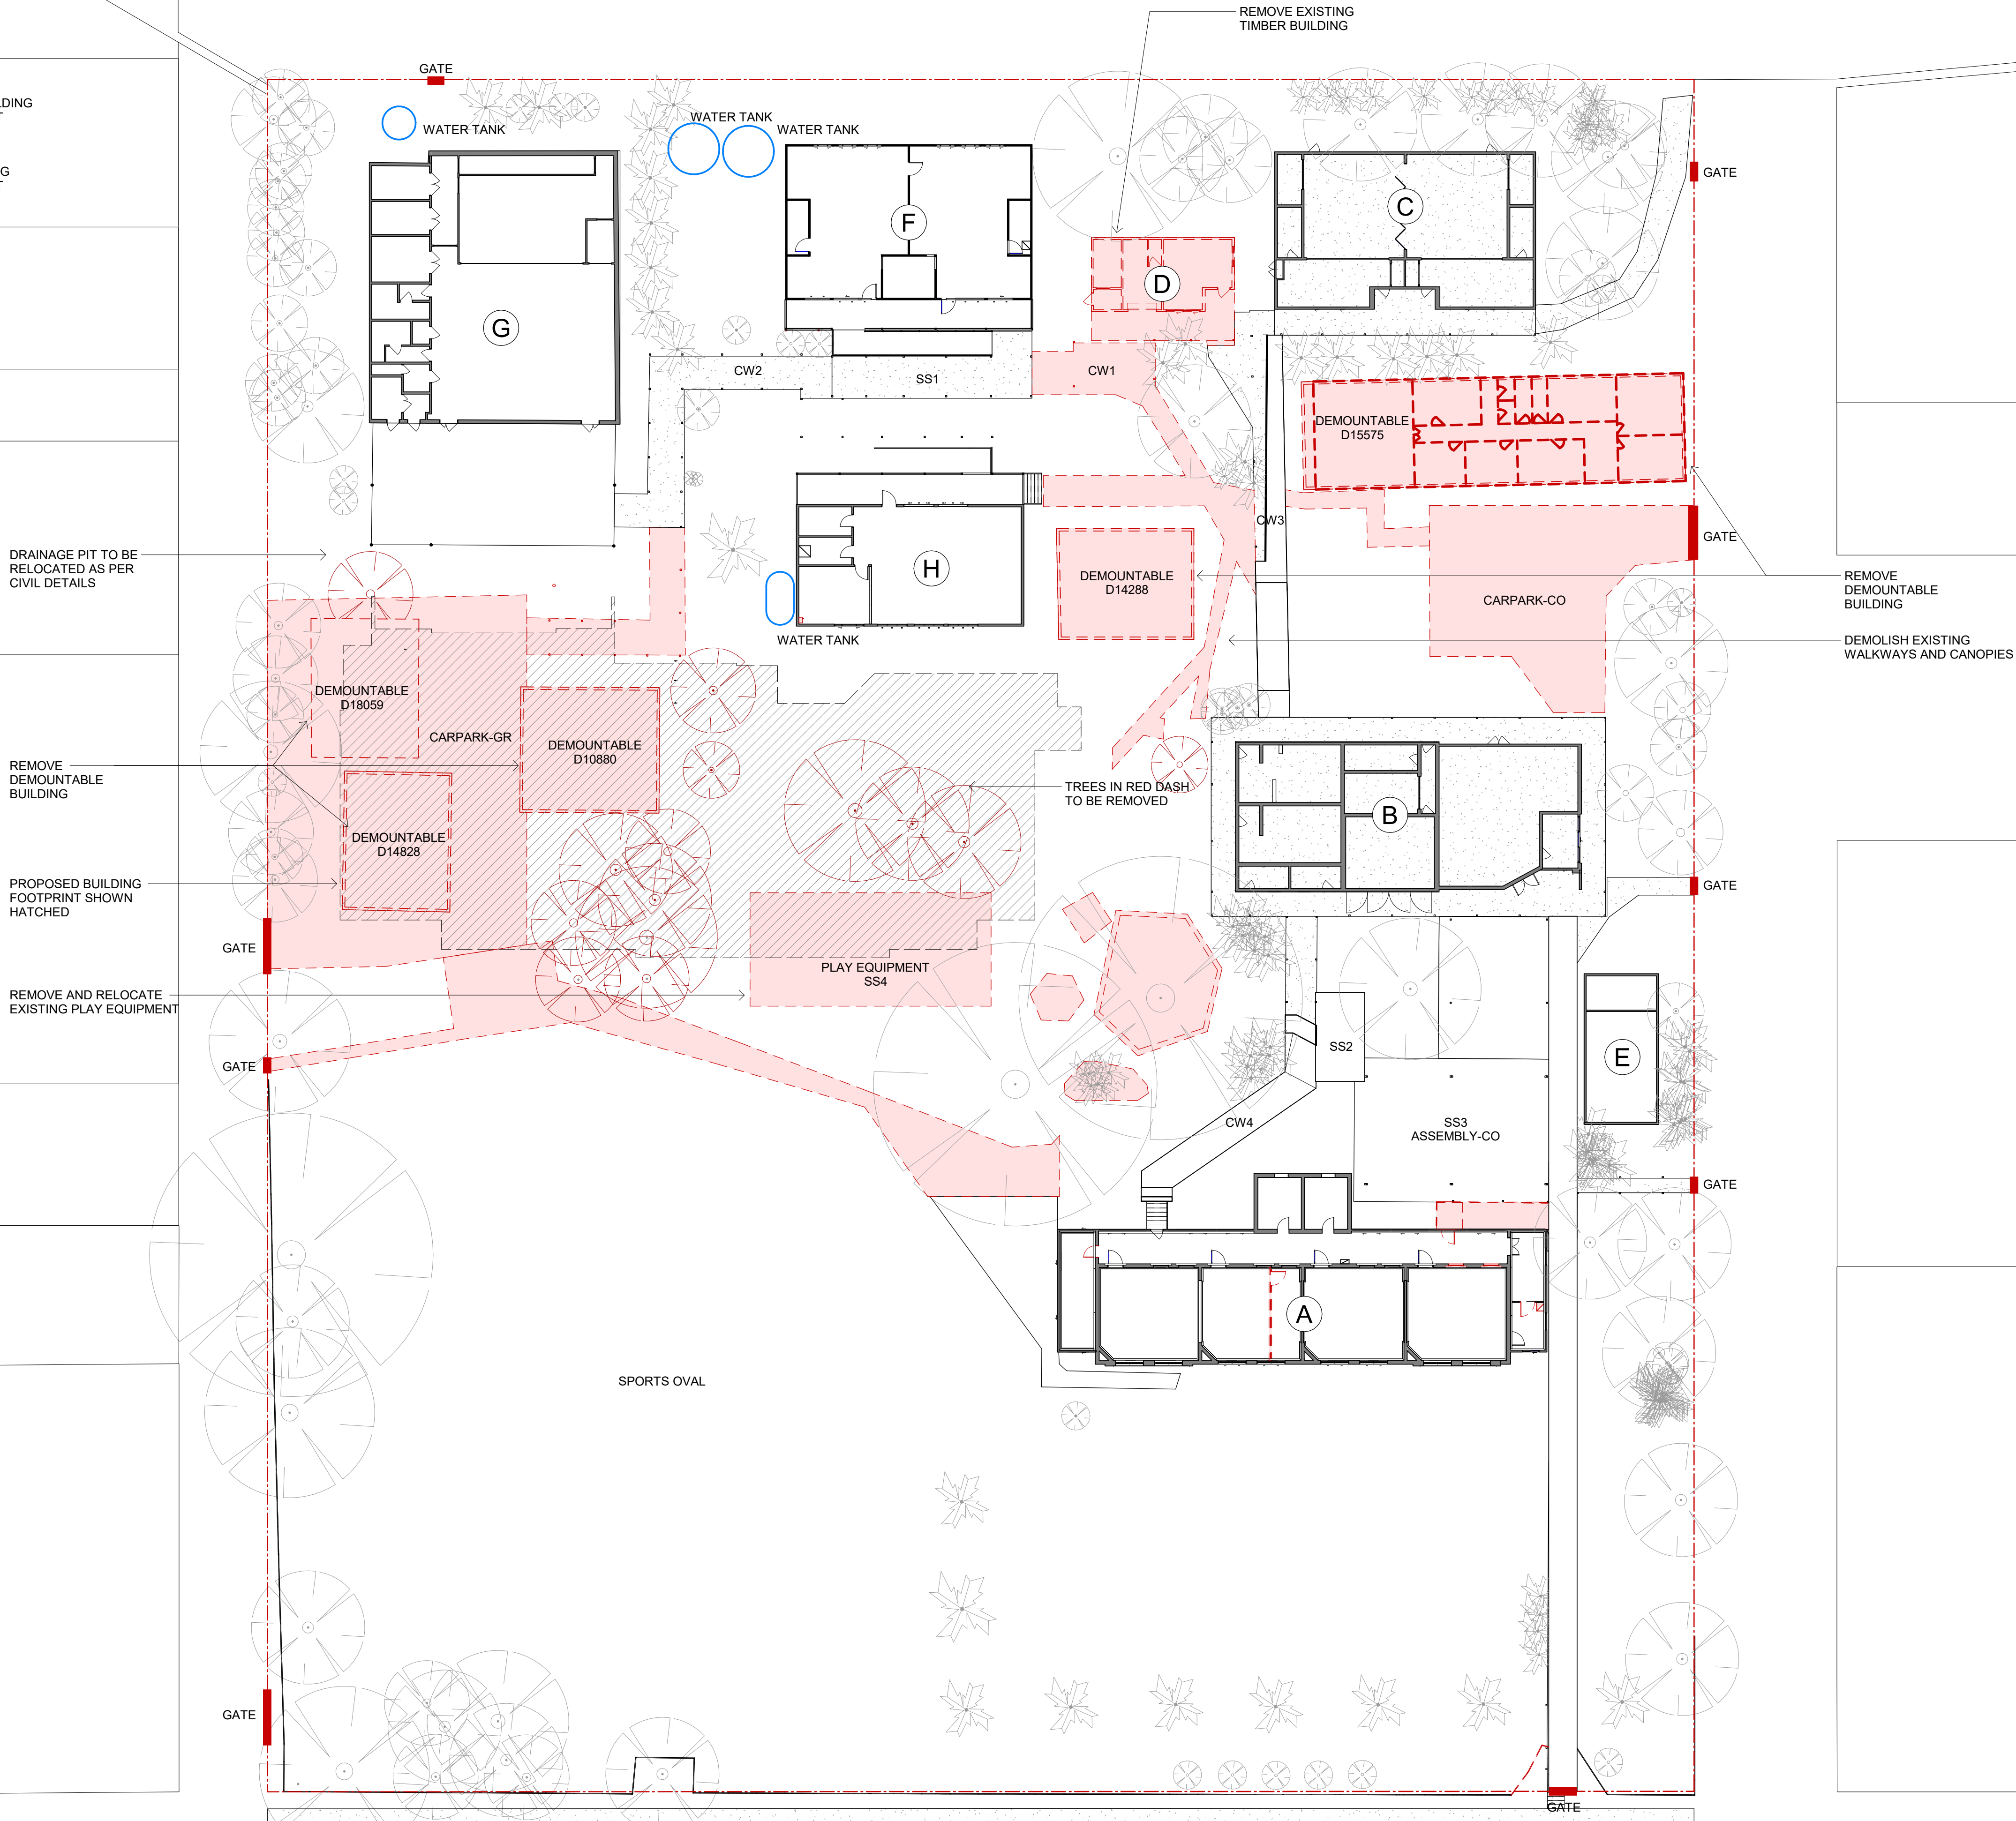 REMOVE EXISTING
TIMBER BUILDING
GATE
LDING
G
WATER TANK
WATER TANK
WATER TANK
GATE
F
C
G
D
CW2
SS1
CW1
DEMOUNTABLE
D15575
CW3
GATE
DRAINAGE PIT TO BE
RELOCATED AS PER
CIVIL DETAILS
H
DEMOUNTABLE
D14288
CARPARK-CO
REMOVE
DEMOUNTABLE
BUILDING
WATER TANK
DEMOLISH EXISTING
WALKWAYS AND CANOPIES
DEMOUNTABLE
D18059
CARPARK-GR
DEMOUNTABLE
D10880
REMOVE
DEMOUNTABLE
BUILDING
TREES IN RED DASH
TO BE REMOVED
B
DEMOUNTABLE
D14828
PROPOSED BUILDING
FOOTPRINT SHOWN
HATCHED
GATE
GATE
PLAY EQUIPMENT
SS4
REMOVE AND RELOCATE
EXISTING PLAY EQUIPMENT
SS2
E
GATE
CW4
SS3
ASSEMBLY-CO
GATE
A
SPORTS OVAL
GATE
GATE